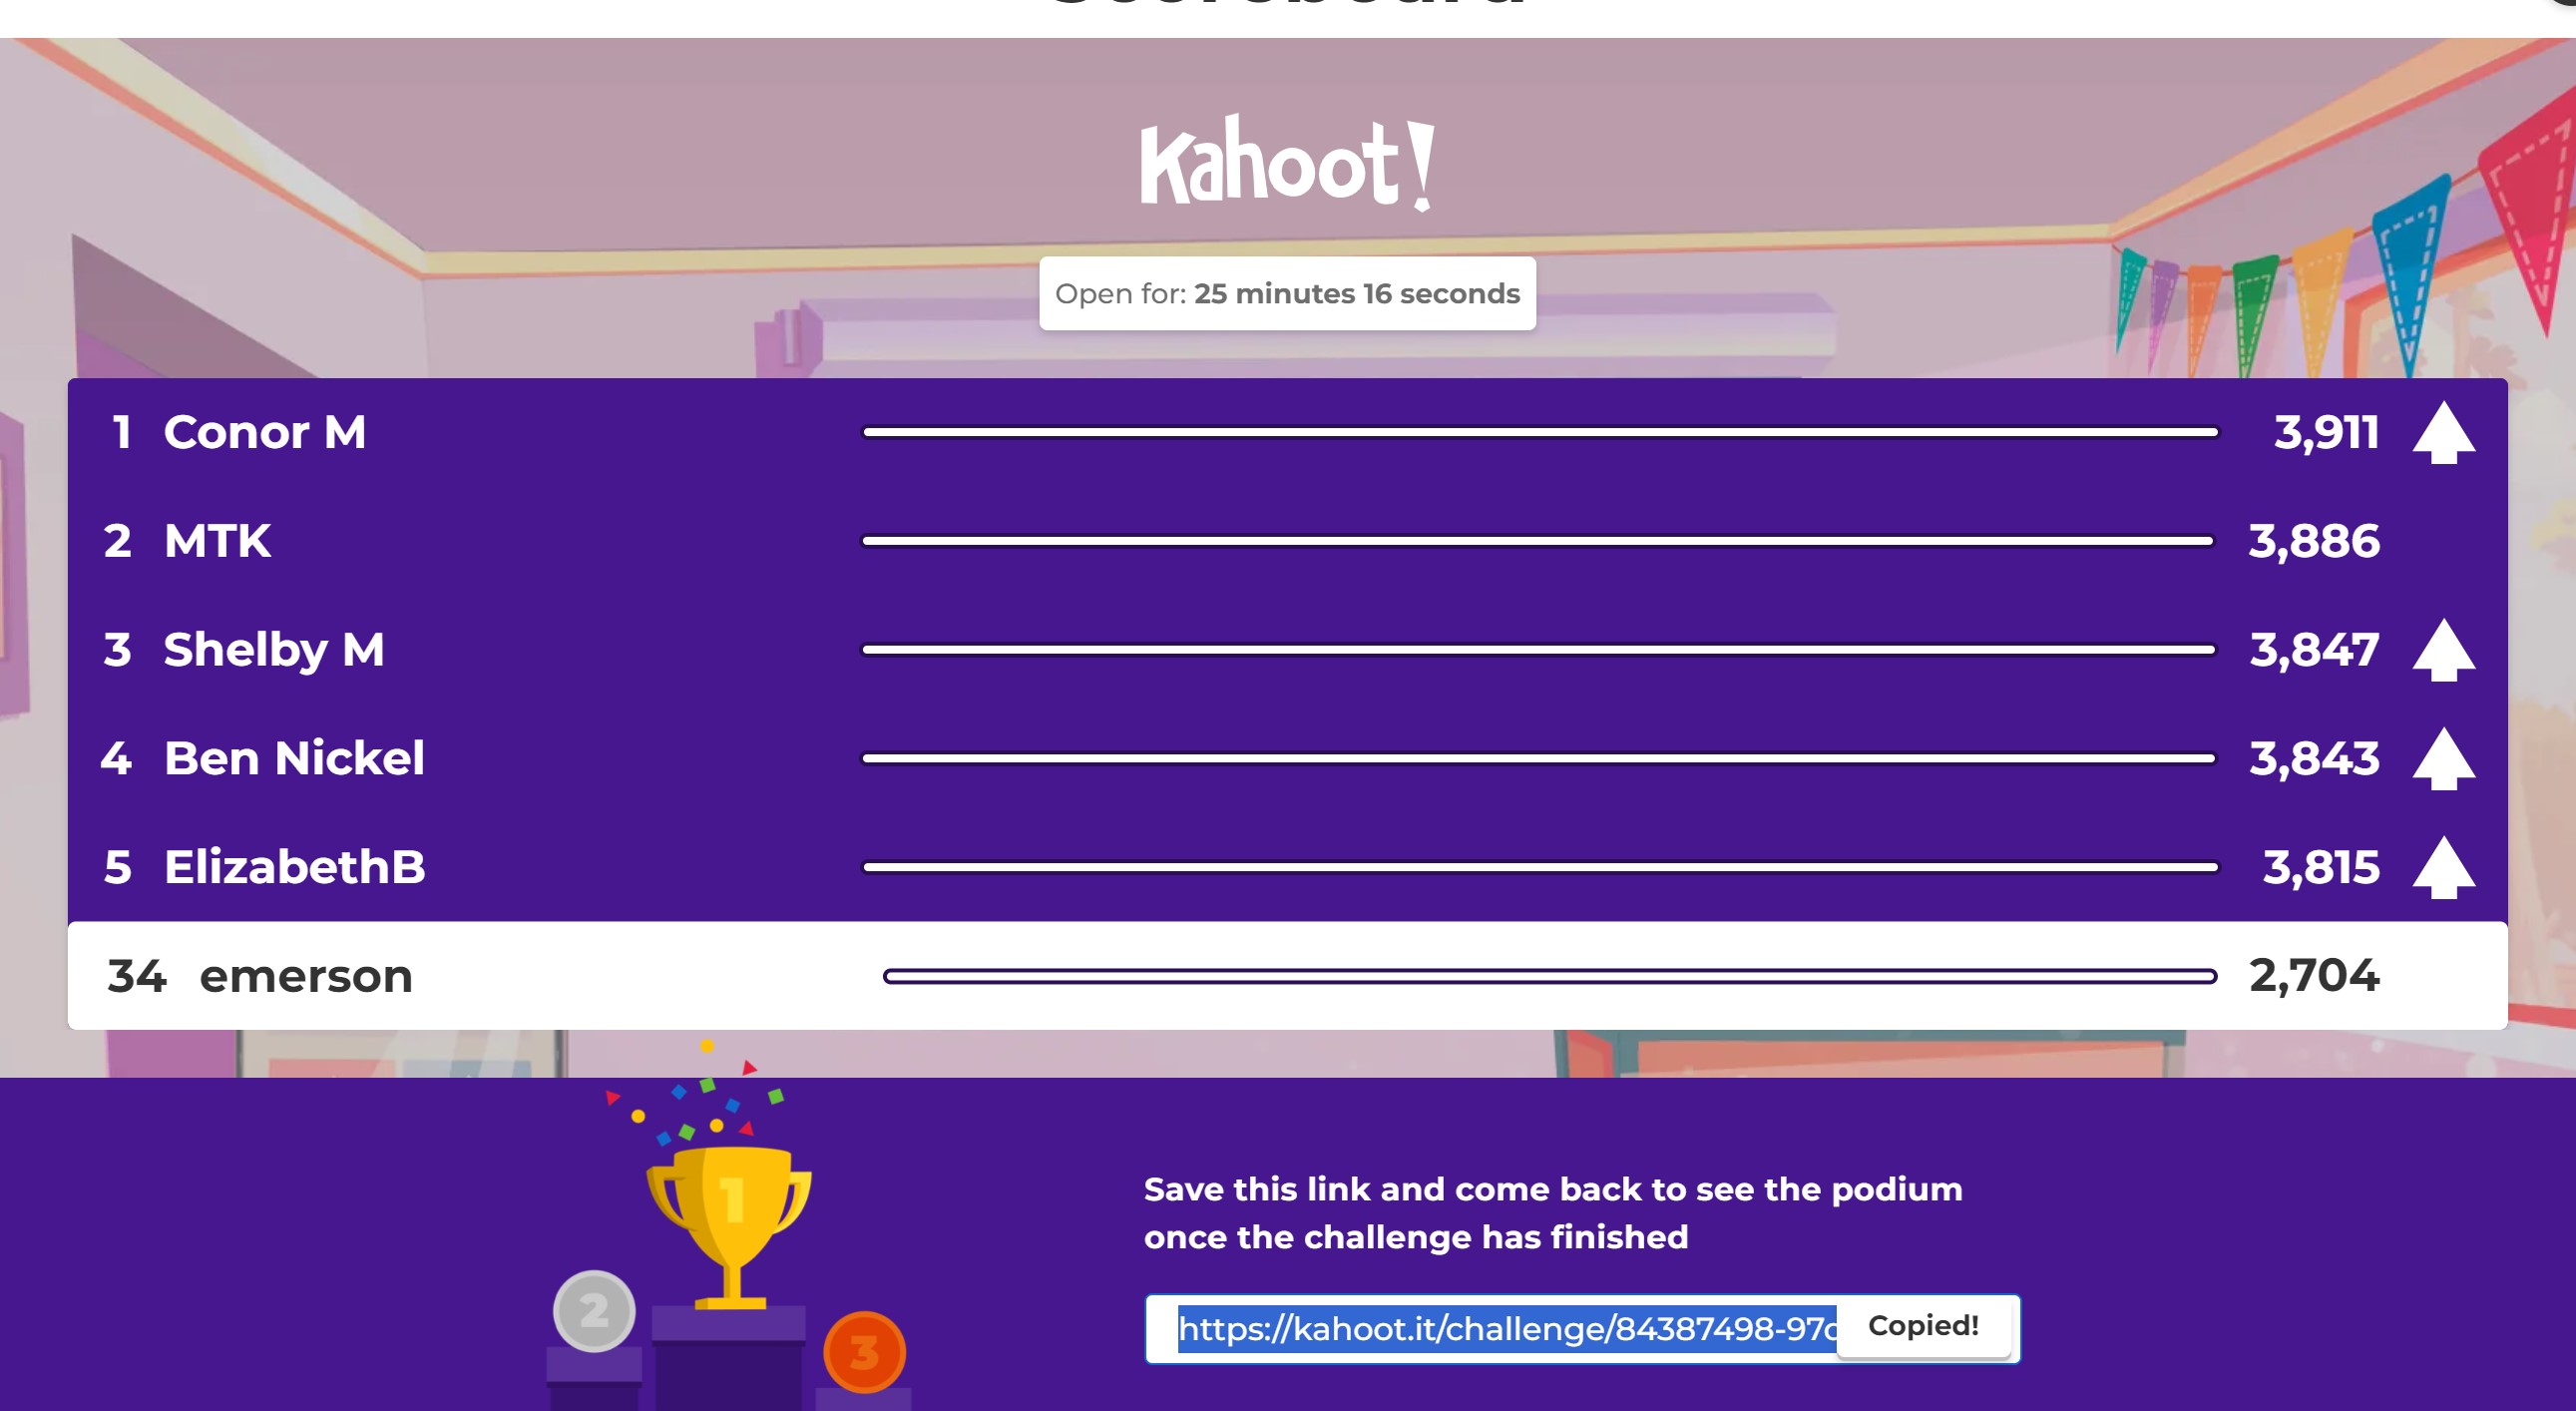 Scoreboard
Kahoot!
Open for: 25 minutes 16 seconds
1 Conor M 3,911
2 MTK 3,886
3 Shelby M 3,847
4 Ben Nickel 3,843
5 ElizabethB 3,815
34 emerson 2,704
1
2
3
Save this link and come back to see the podium
once the challenge has finished
https://kahoot.it/challenge/84387498-97c Copied!